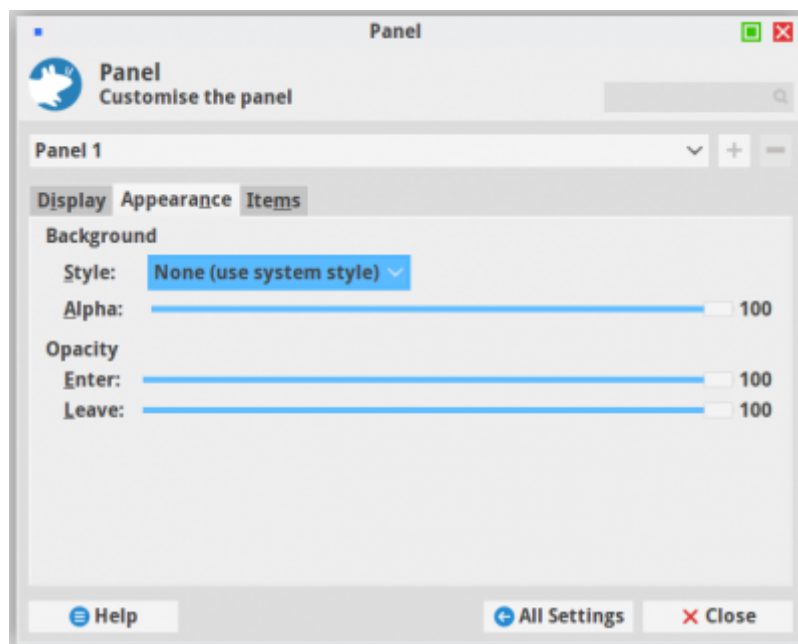 Panel
Panel
Customise the panel
Panel 1
Display Appearance Items
Background
Style: None (use system style)
Alpha: 100
Opacity
Enter: 100
Leave: 100
Help All Settings Close